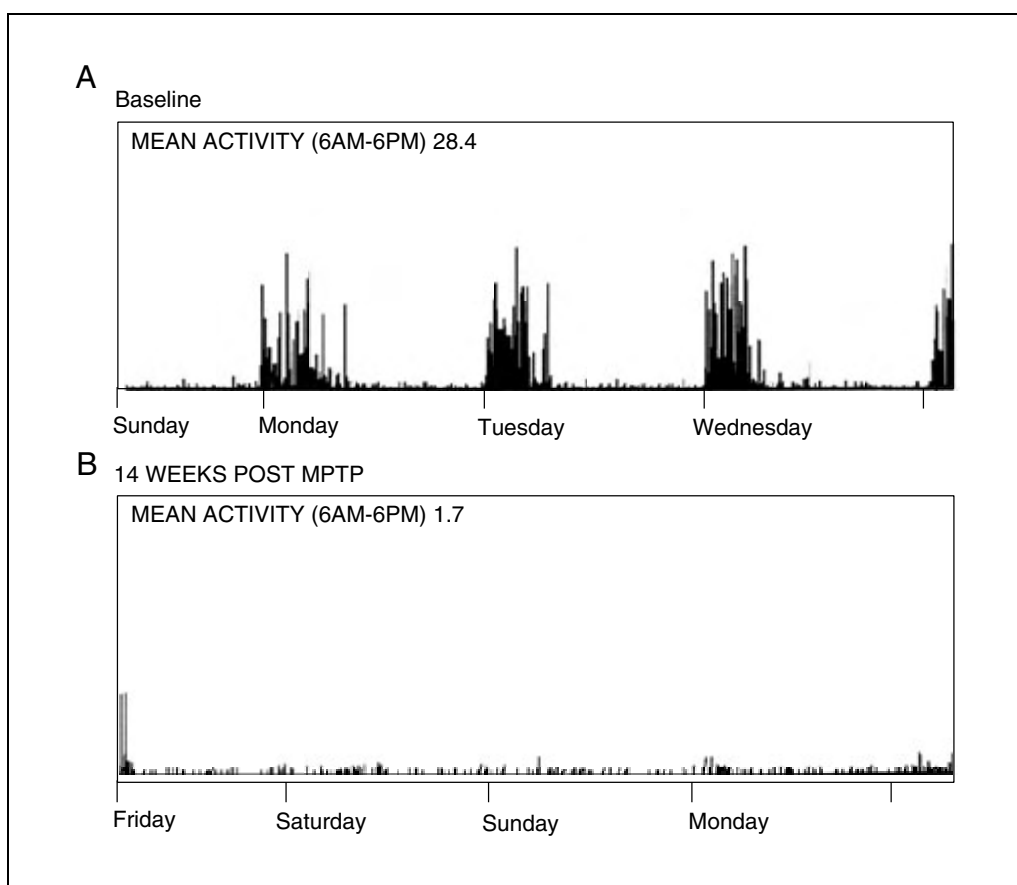 A
Baseline
MEAN ACTIVITY (6AM-6PM) 28.4
Sunday Monday Tuesday Wednesday
B
14 WEEKS POST MPTP
MEAN ACTIVITY (6AM-6PM) 1.7
Friday Saturday Sunday Monday